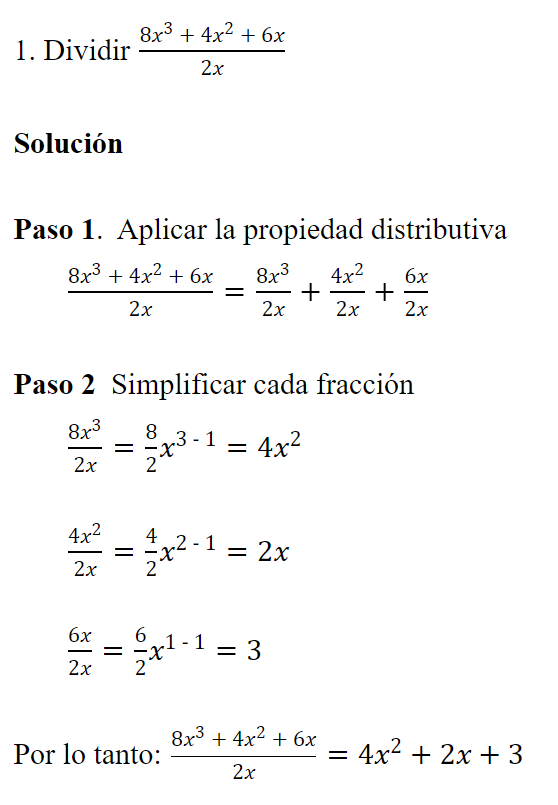 1. Dividir \frac{8x^3 + 4x^2 + 6x}{2x}
Solución
Paso 1. Aplicar la propiedad distributiva
\frac{8x^3 + 4x^2 + 6x}{2x} = \frac{8x^3}{2x} + \frac{4x^2}{2x} + \frac{6x}{2x}
Paso 2 Simplificar cada fracción
\frac{8x^3}{2x} = \frac{8}{2}x^{3 - 1} = 4x^2
\frac{4x^2}{2x} = \frac{4}{2}x^{2 - 1} = 2x
\frac{6x}{2x} = \frac{6}{2}x^{1 - 1} = 3
Por lo tanto: \frac{8x^3 + 4x^2 + 6x}{2x} = 4x^2 + 2x + 3